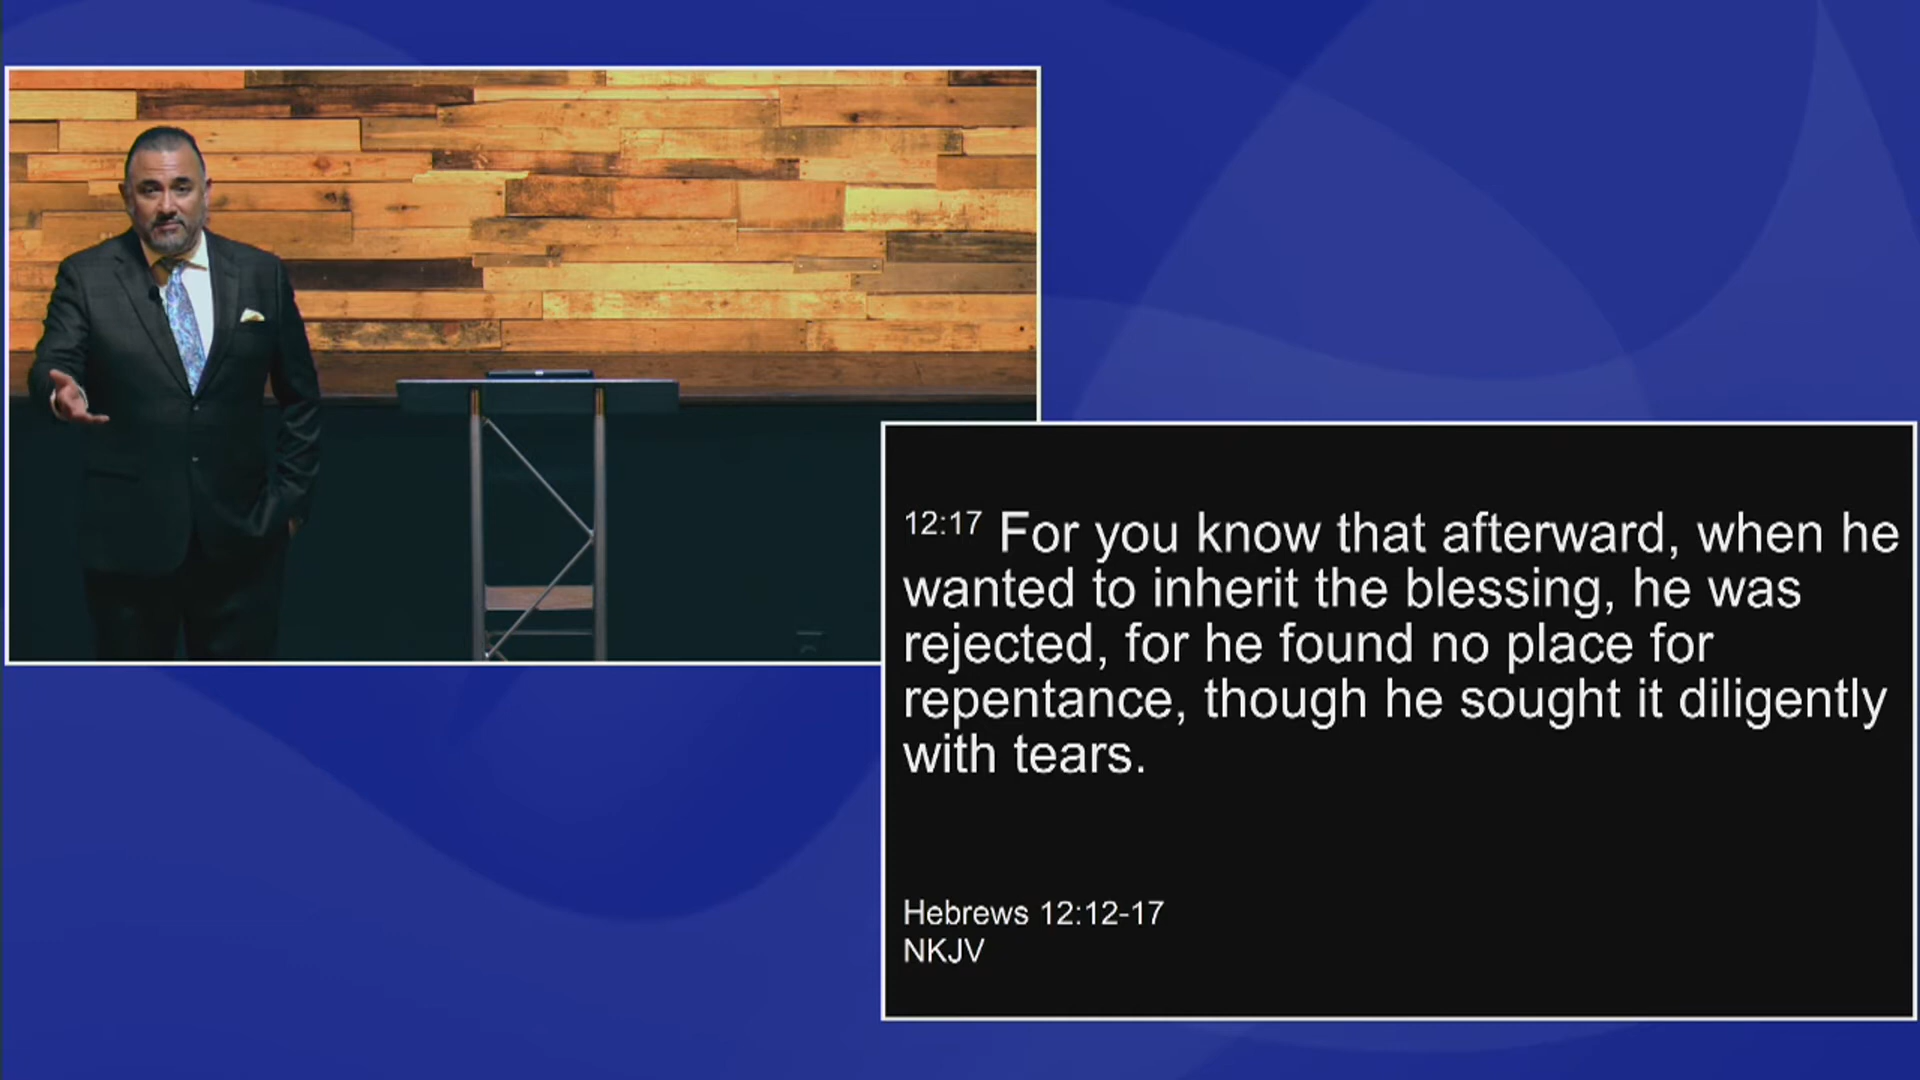 12:17 For you know that afterward, when he
wanted to inherit the blessing, he was
rejected, for he found no place for
repentance, though he sought it diligently
with tears.
Hebrews 12:12-17
NKJV